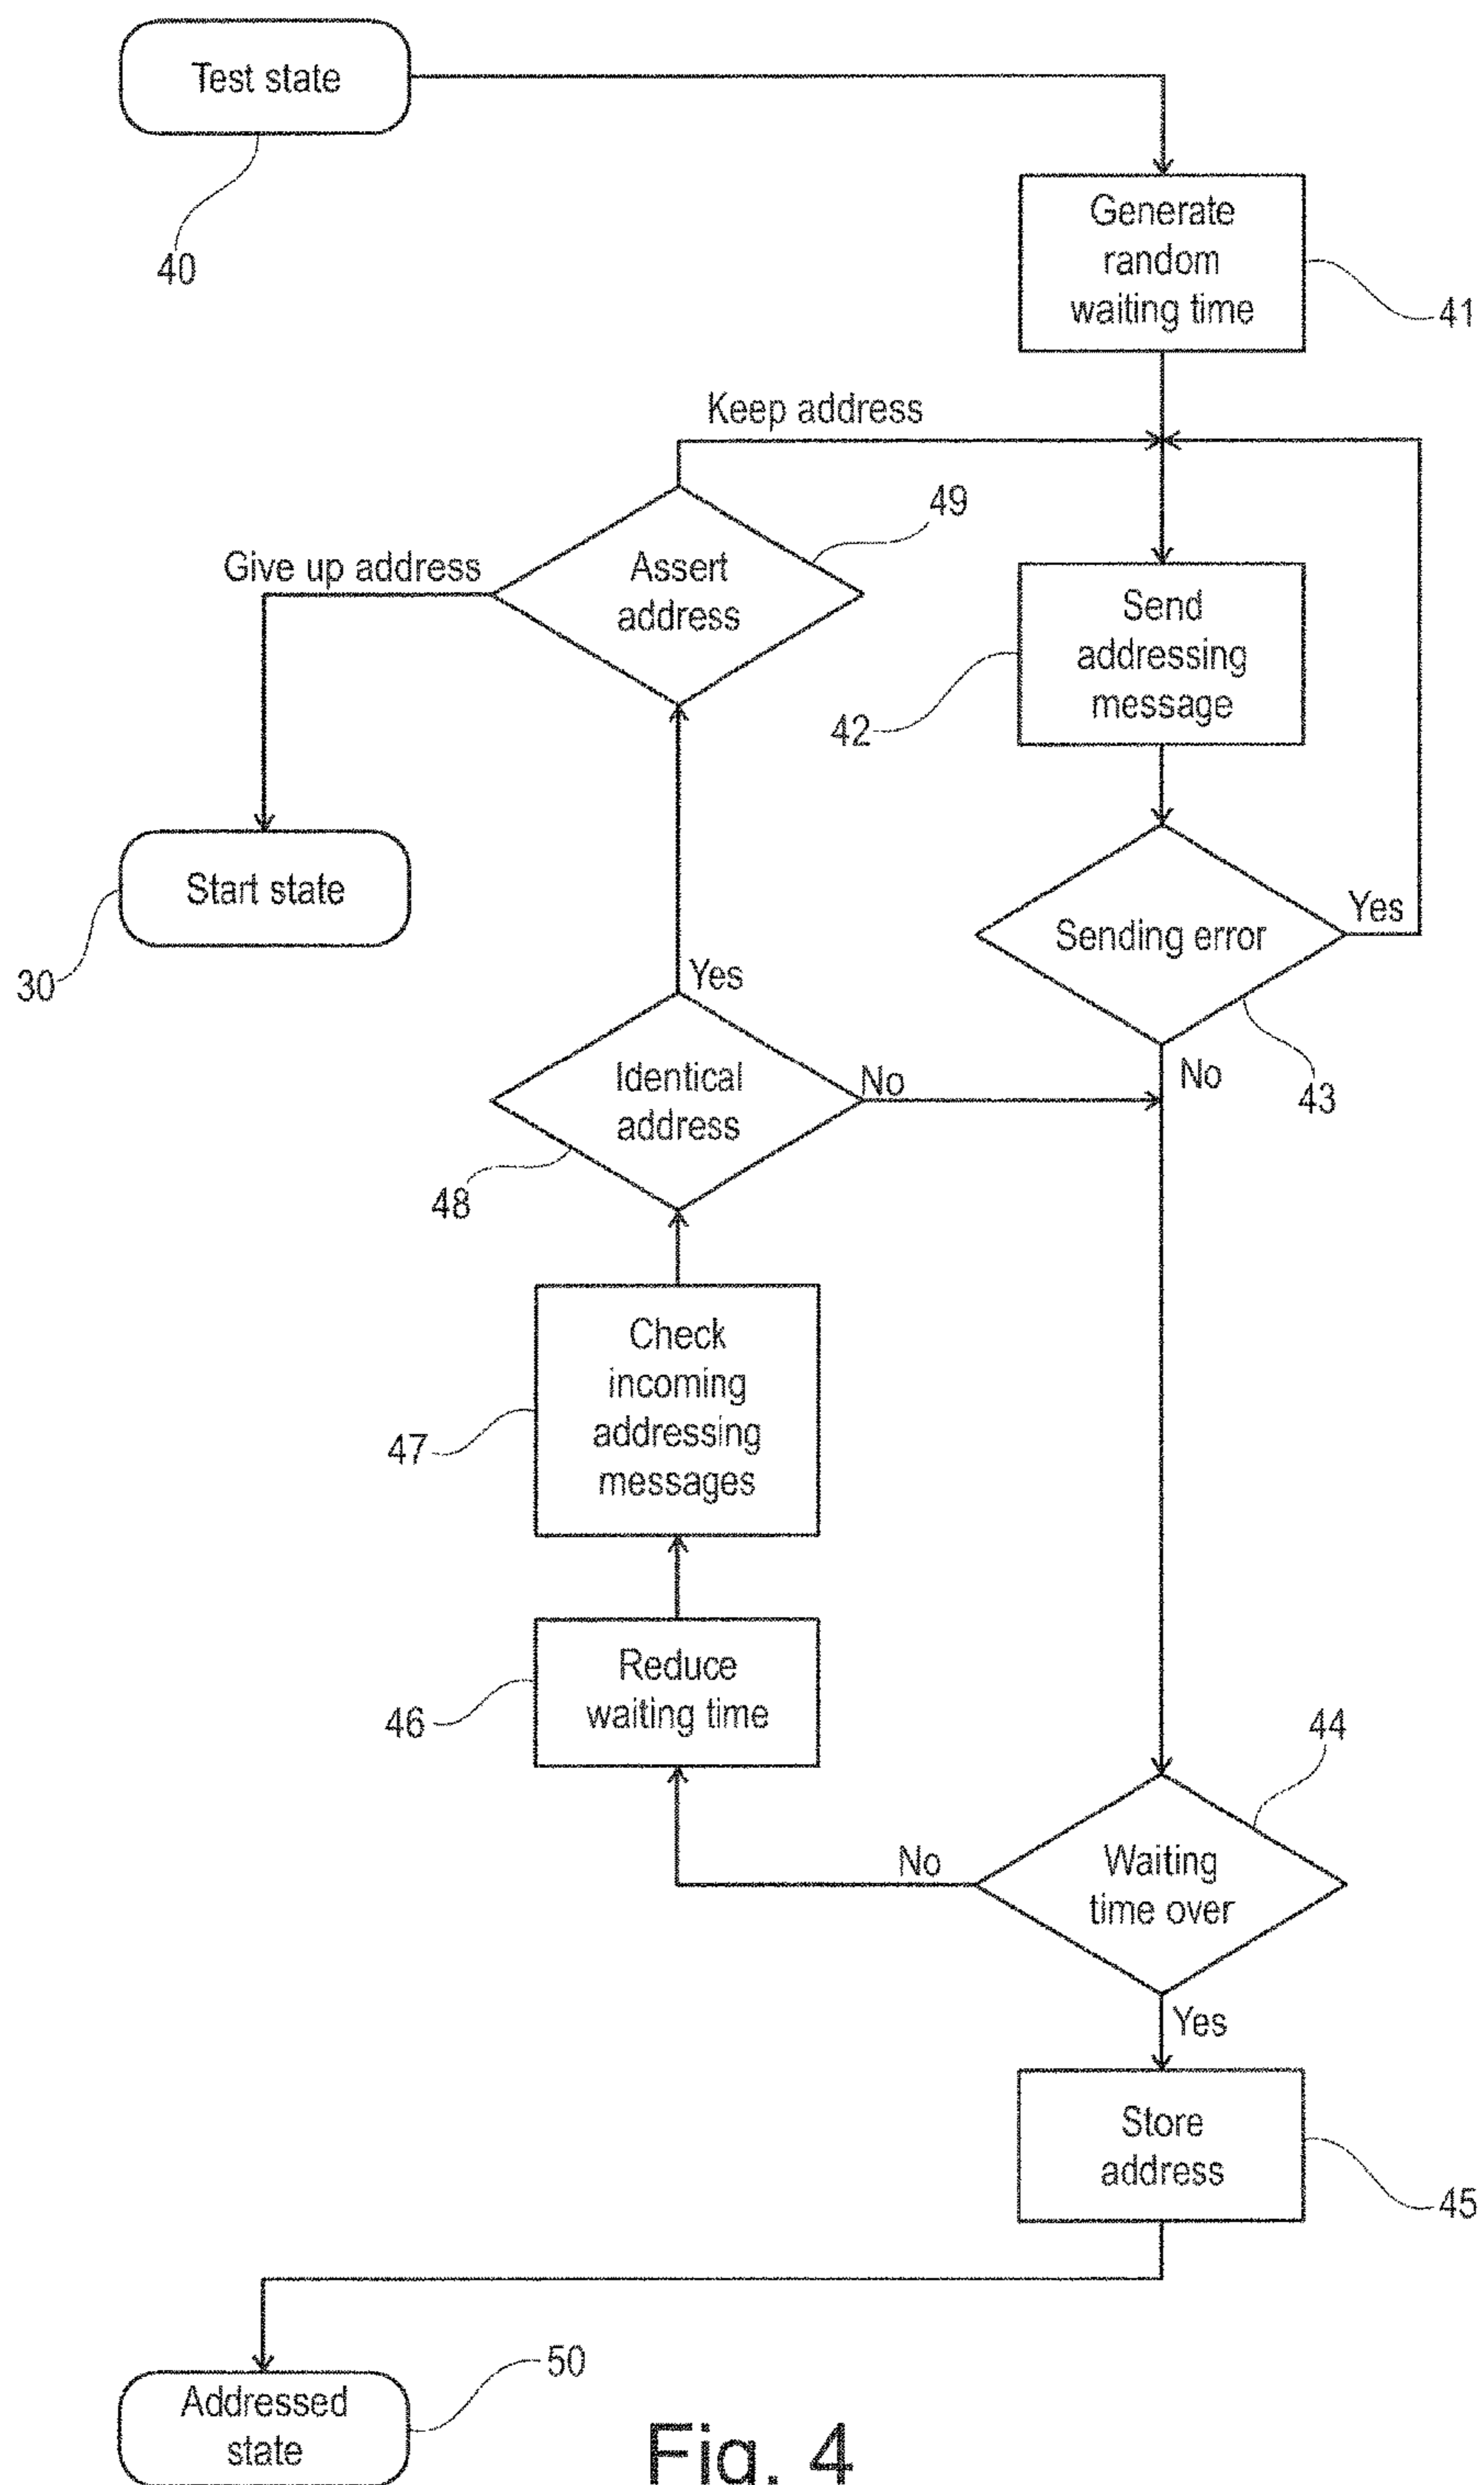 Test state
40
Generate
random
waiting time
41
Keep address
49
Give up address
Assert
address
Send
addressing
message
42
Start state
30
Sending error
Yes
43
No
Yes
Identical
address
No
48
Check
incoming
addressing
messages
47
Reduce
waiting time
46
44
Waiting
time over
No
Yes
Store
address
45
50
Addressed
state
Fig. 4